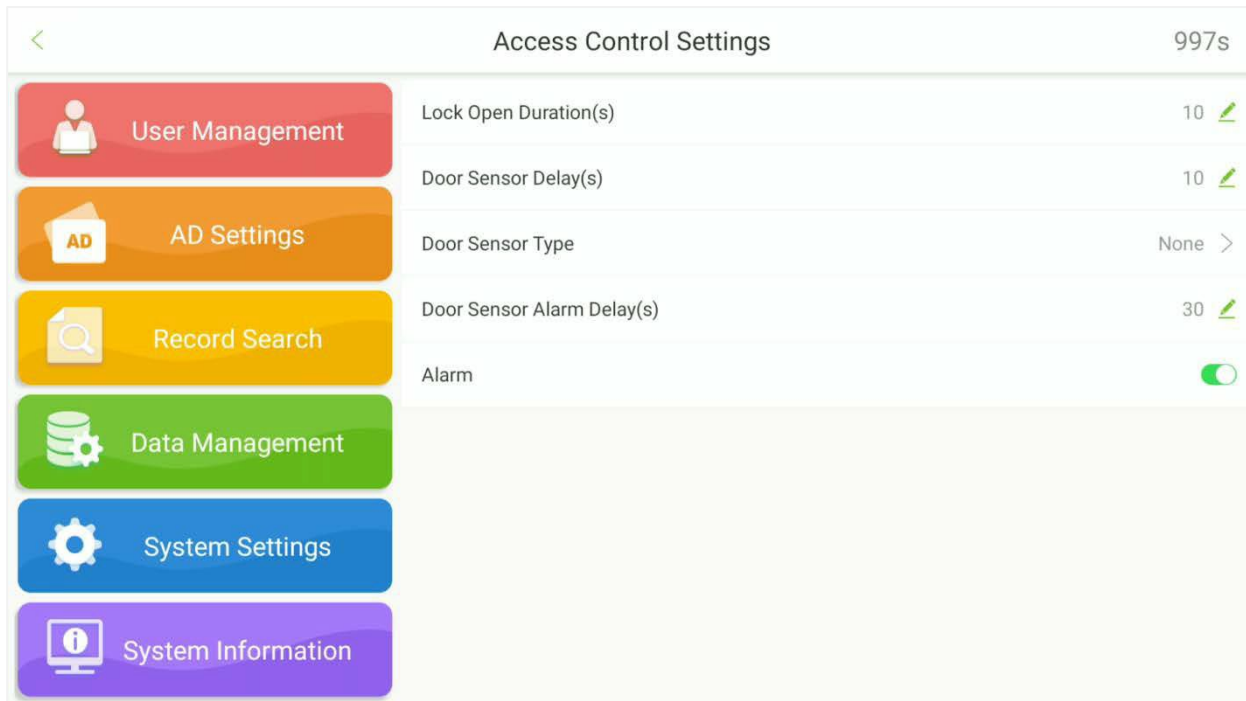 Access Control Settings
997s
User Management
AD
AD Settings
Record Search
Data Management
System Settings
System Information
Lock Open Duration(s)
10
Door Sensor Delay(s)
10
Door Sensor Type
None
Door Sensor Alarm Delay(s)
30
Alarm